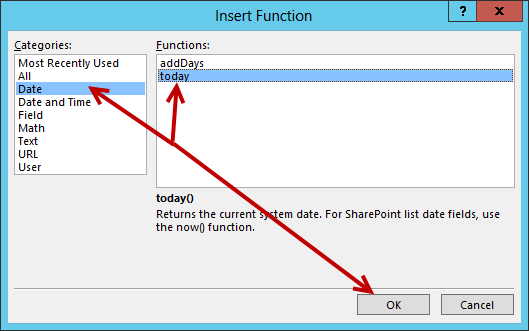 Insert Function
?
Categories:
Most Recently Used
All
Date
Date and Time
Field
Math
Text
URL
User
Functions:
addDays
today
today()
Returns the current system date. For SharePoint list date fields, use
the now() function.
OK
Cancel